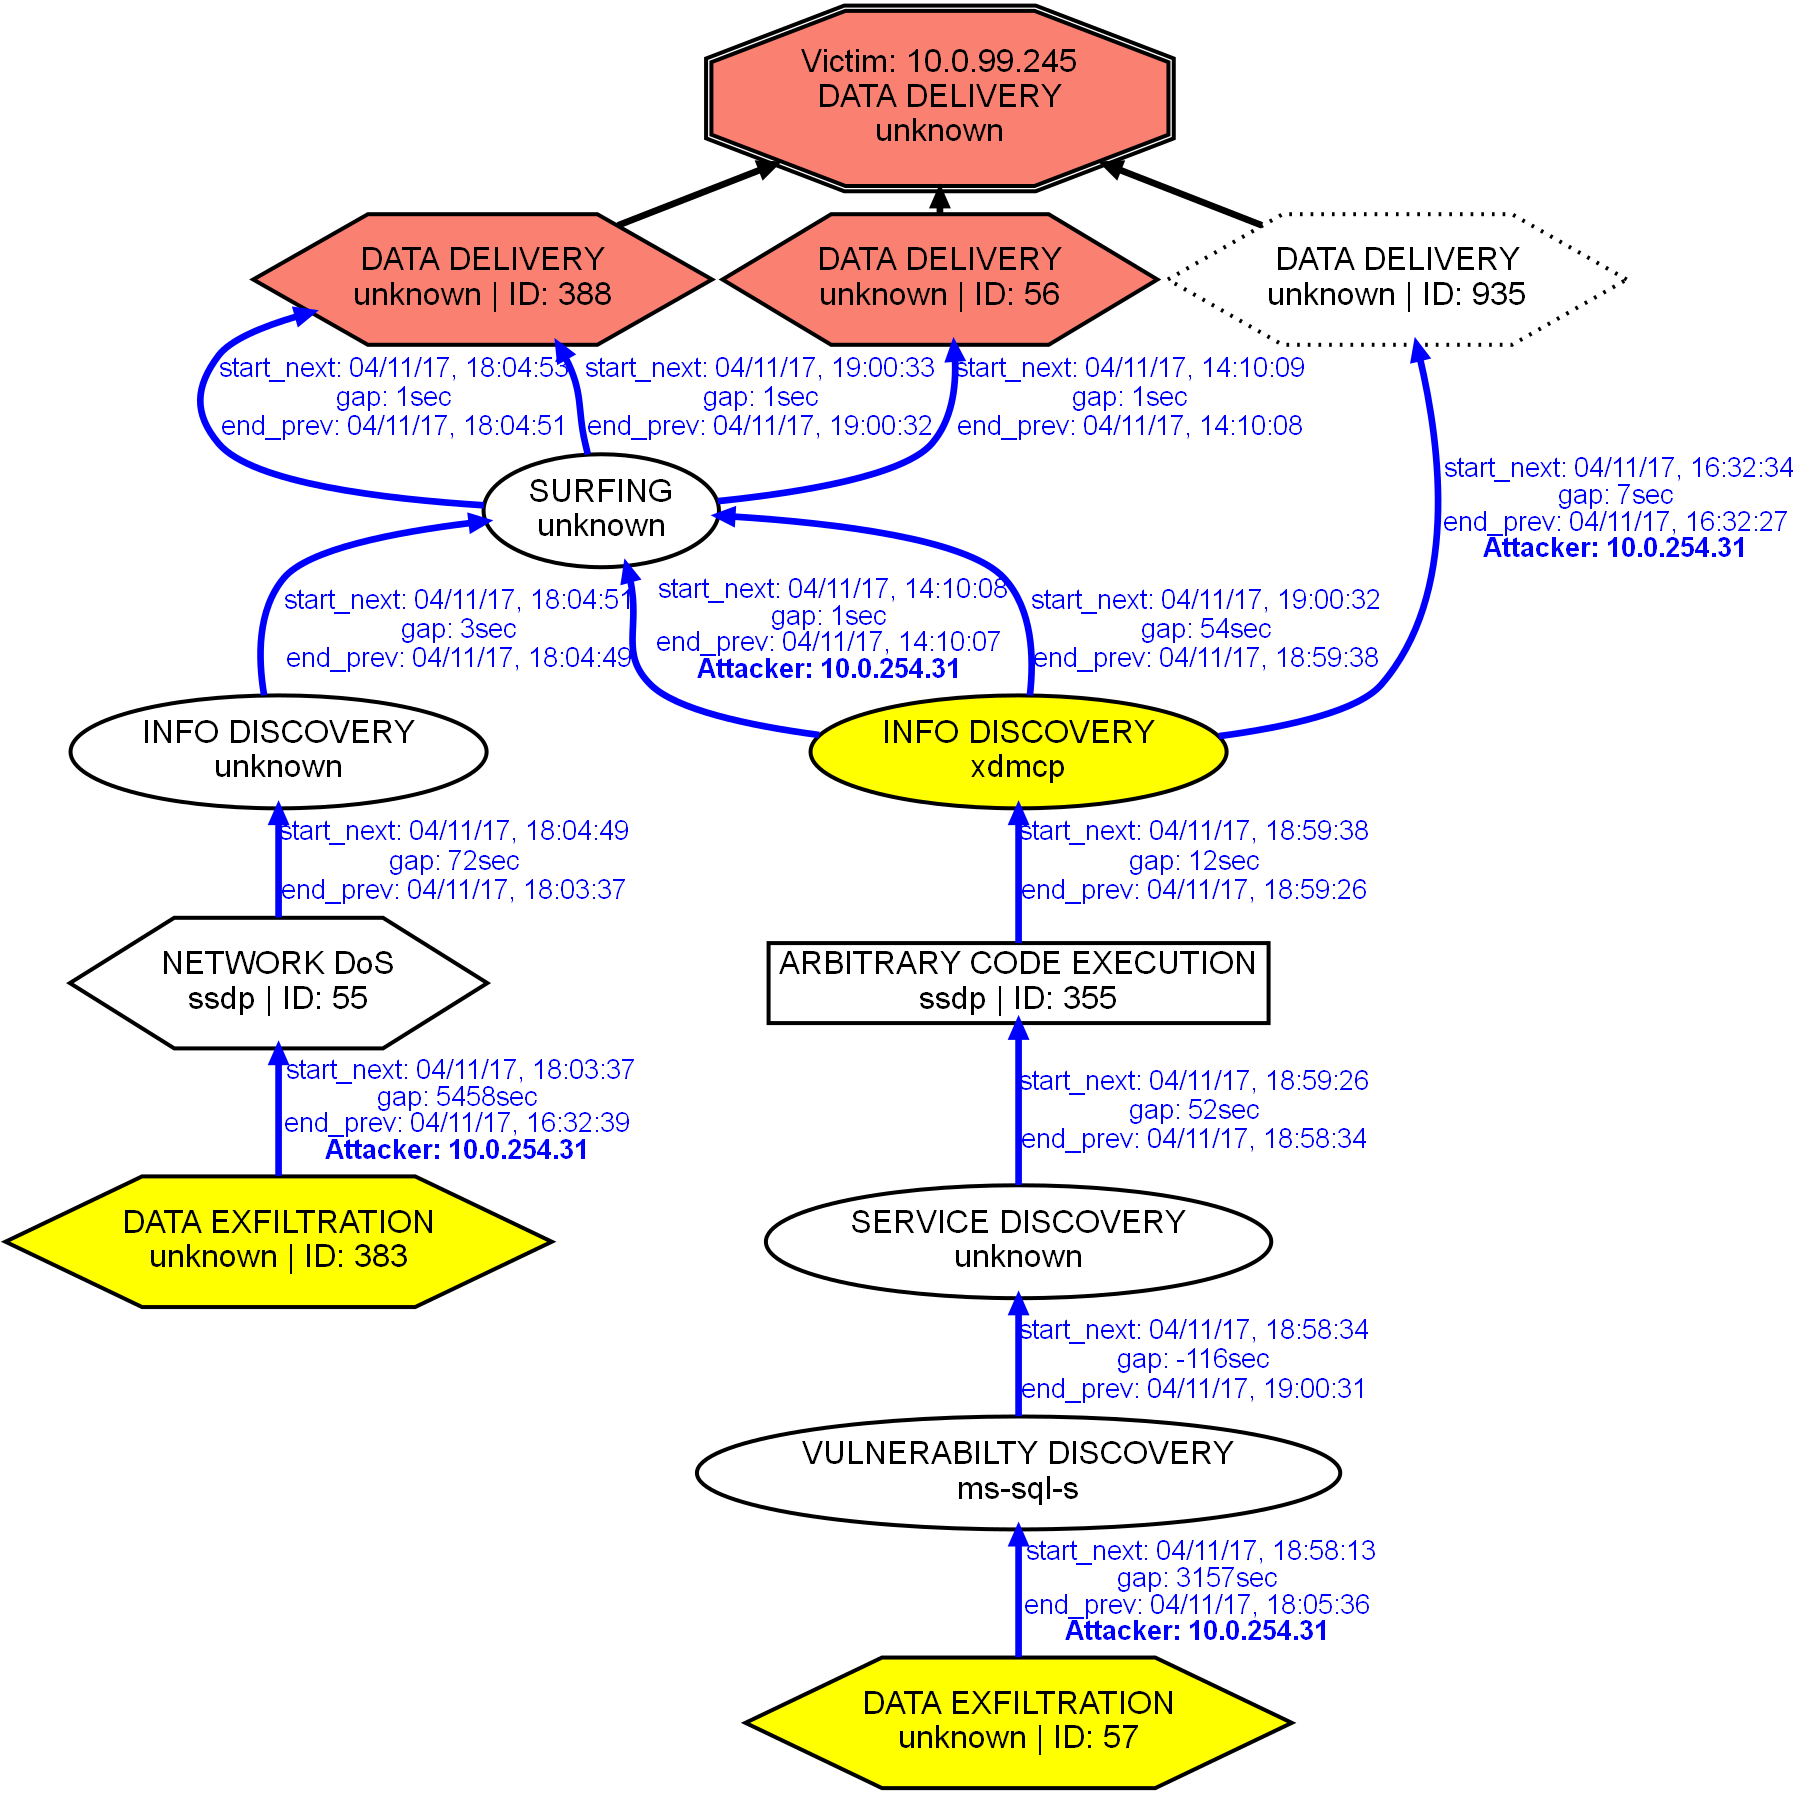 Victim: 10.0.99.245
DATA DELIVERY
unknown
DATA DELIVERY
unknown | ID: 388
DATA DELIVERY
unknown | ID: 56
DATA DELIVERY
unknown | ID: 935
start_next: 04/11/17, 18:04:53
gap: 1sec
end_prev: 04/11/17, 18:04:51
start_next: 04/11/17, 19:00:33
gap: 1sec
end_prev: 04/11/17, 19:00:32
start_next: 04/11/17, 14:10:09
gap: 1sec
end_prev: 04/11/17, 14:10:08
start_next: 04/11/17, 16:32:34
gap: 7sec
end_prev: 04/11/17, 16:32:27
Attacker: 10.0.254.31
SURFING
unknown
start_next: 04/11/17, 18:04:51
gap: 3sec
end_prev: 04/11/17, 18:04:49
start_next: 04/11/17, 14:10:08
gap: 1sec
end_prev: 04/11/17, 14:10:07
Attacker: 10.0.254.31
start_next: 04/11/17, 19:00:32
gap: 54sec
end_prev: 04/11/17, 18:59:38
INFO DISCOVERY
unknown
INFO DISCOVERY
xdmcp
start_next: 04/11/17, 18:04:49
gap: 72sec
end_prev: 04/11/17, 18:03:37
start_next: 04/11/17, 18:59:38
gap: 12sec
end_prev: 04/11/17, 18:59:26
NETWORK DoS
ssdp | ID: 55
ARBITRARY CODE EXECUTION
ssdp | ID: 355
start_next: 04/11/17, 18:03:37
gap: 5458sec
end_prev: 04/11/17, 16:32:39
Attacker: 10.0.254.31
start_next: 04/11/17, 18:59:26
gap: 52sec
end_prev: 04/11/17, 18:58:34
DATA EXFILTRATION
unknown | ID: 383
SERVICE DISCOVERY
unknown
start_next: 04/11/17, 18:58:34
gap: -116sec
end_prev: 04/11/17, 19:00:31
VULNERABILTY DISCOVERY
ms-sql-s
start_next: 04/11/17, 18:58:13
gap: 3157sec
end_prev: 04/11/17, 18:05:36
Attacker: 10.0.254.31
DATA EXFILTRATION
unknown | ID: 57